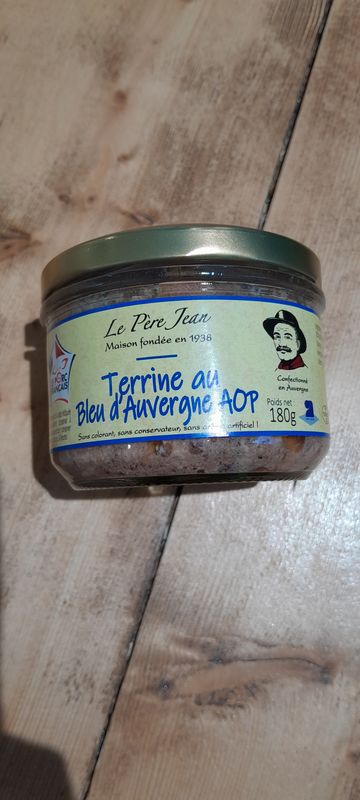 Le Père Jean
Maison fondée en 1938
Terrine au
Bleu d'Auvergne AOP
Sans colorant, sans conservateur, sans artificiel !
Confectionné
en Auvergne
Poids net
180g